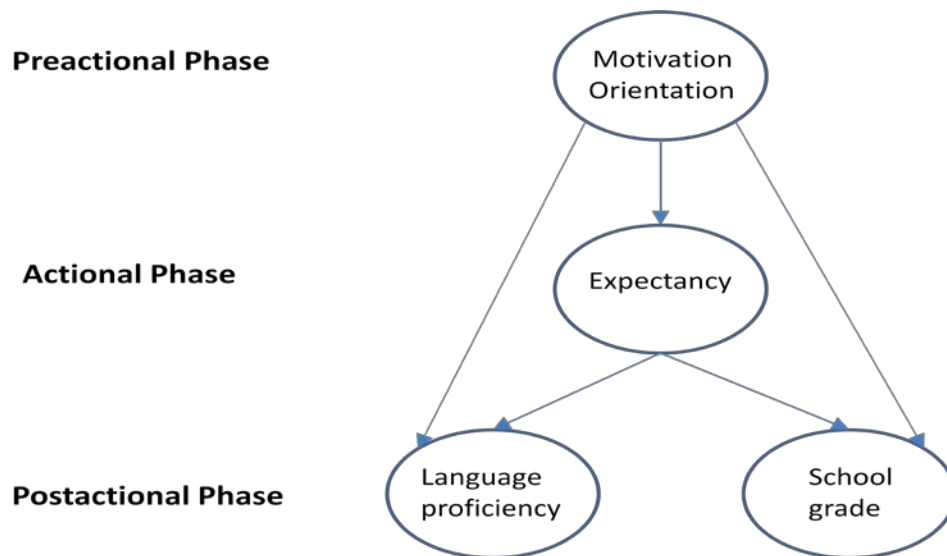 Preactional Phase
Motivation
Orientation
Actional Phase
Expectancy
Postactional Phase
Language
proficiency
School
grade